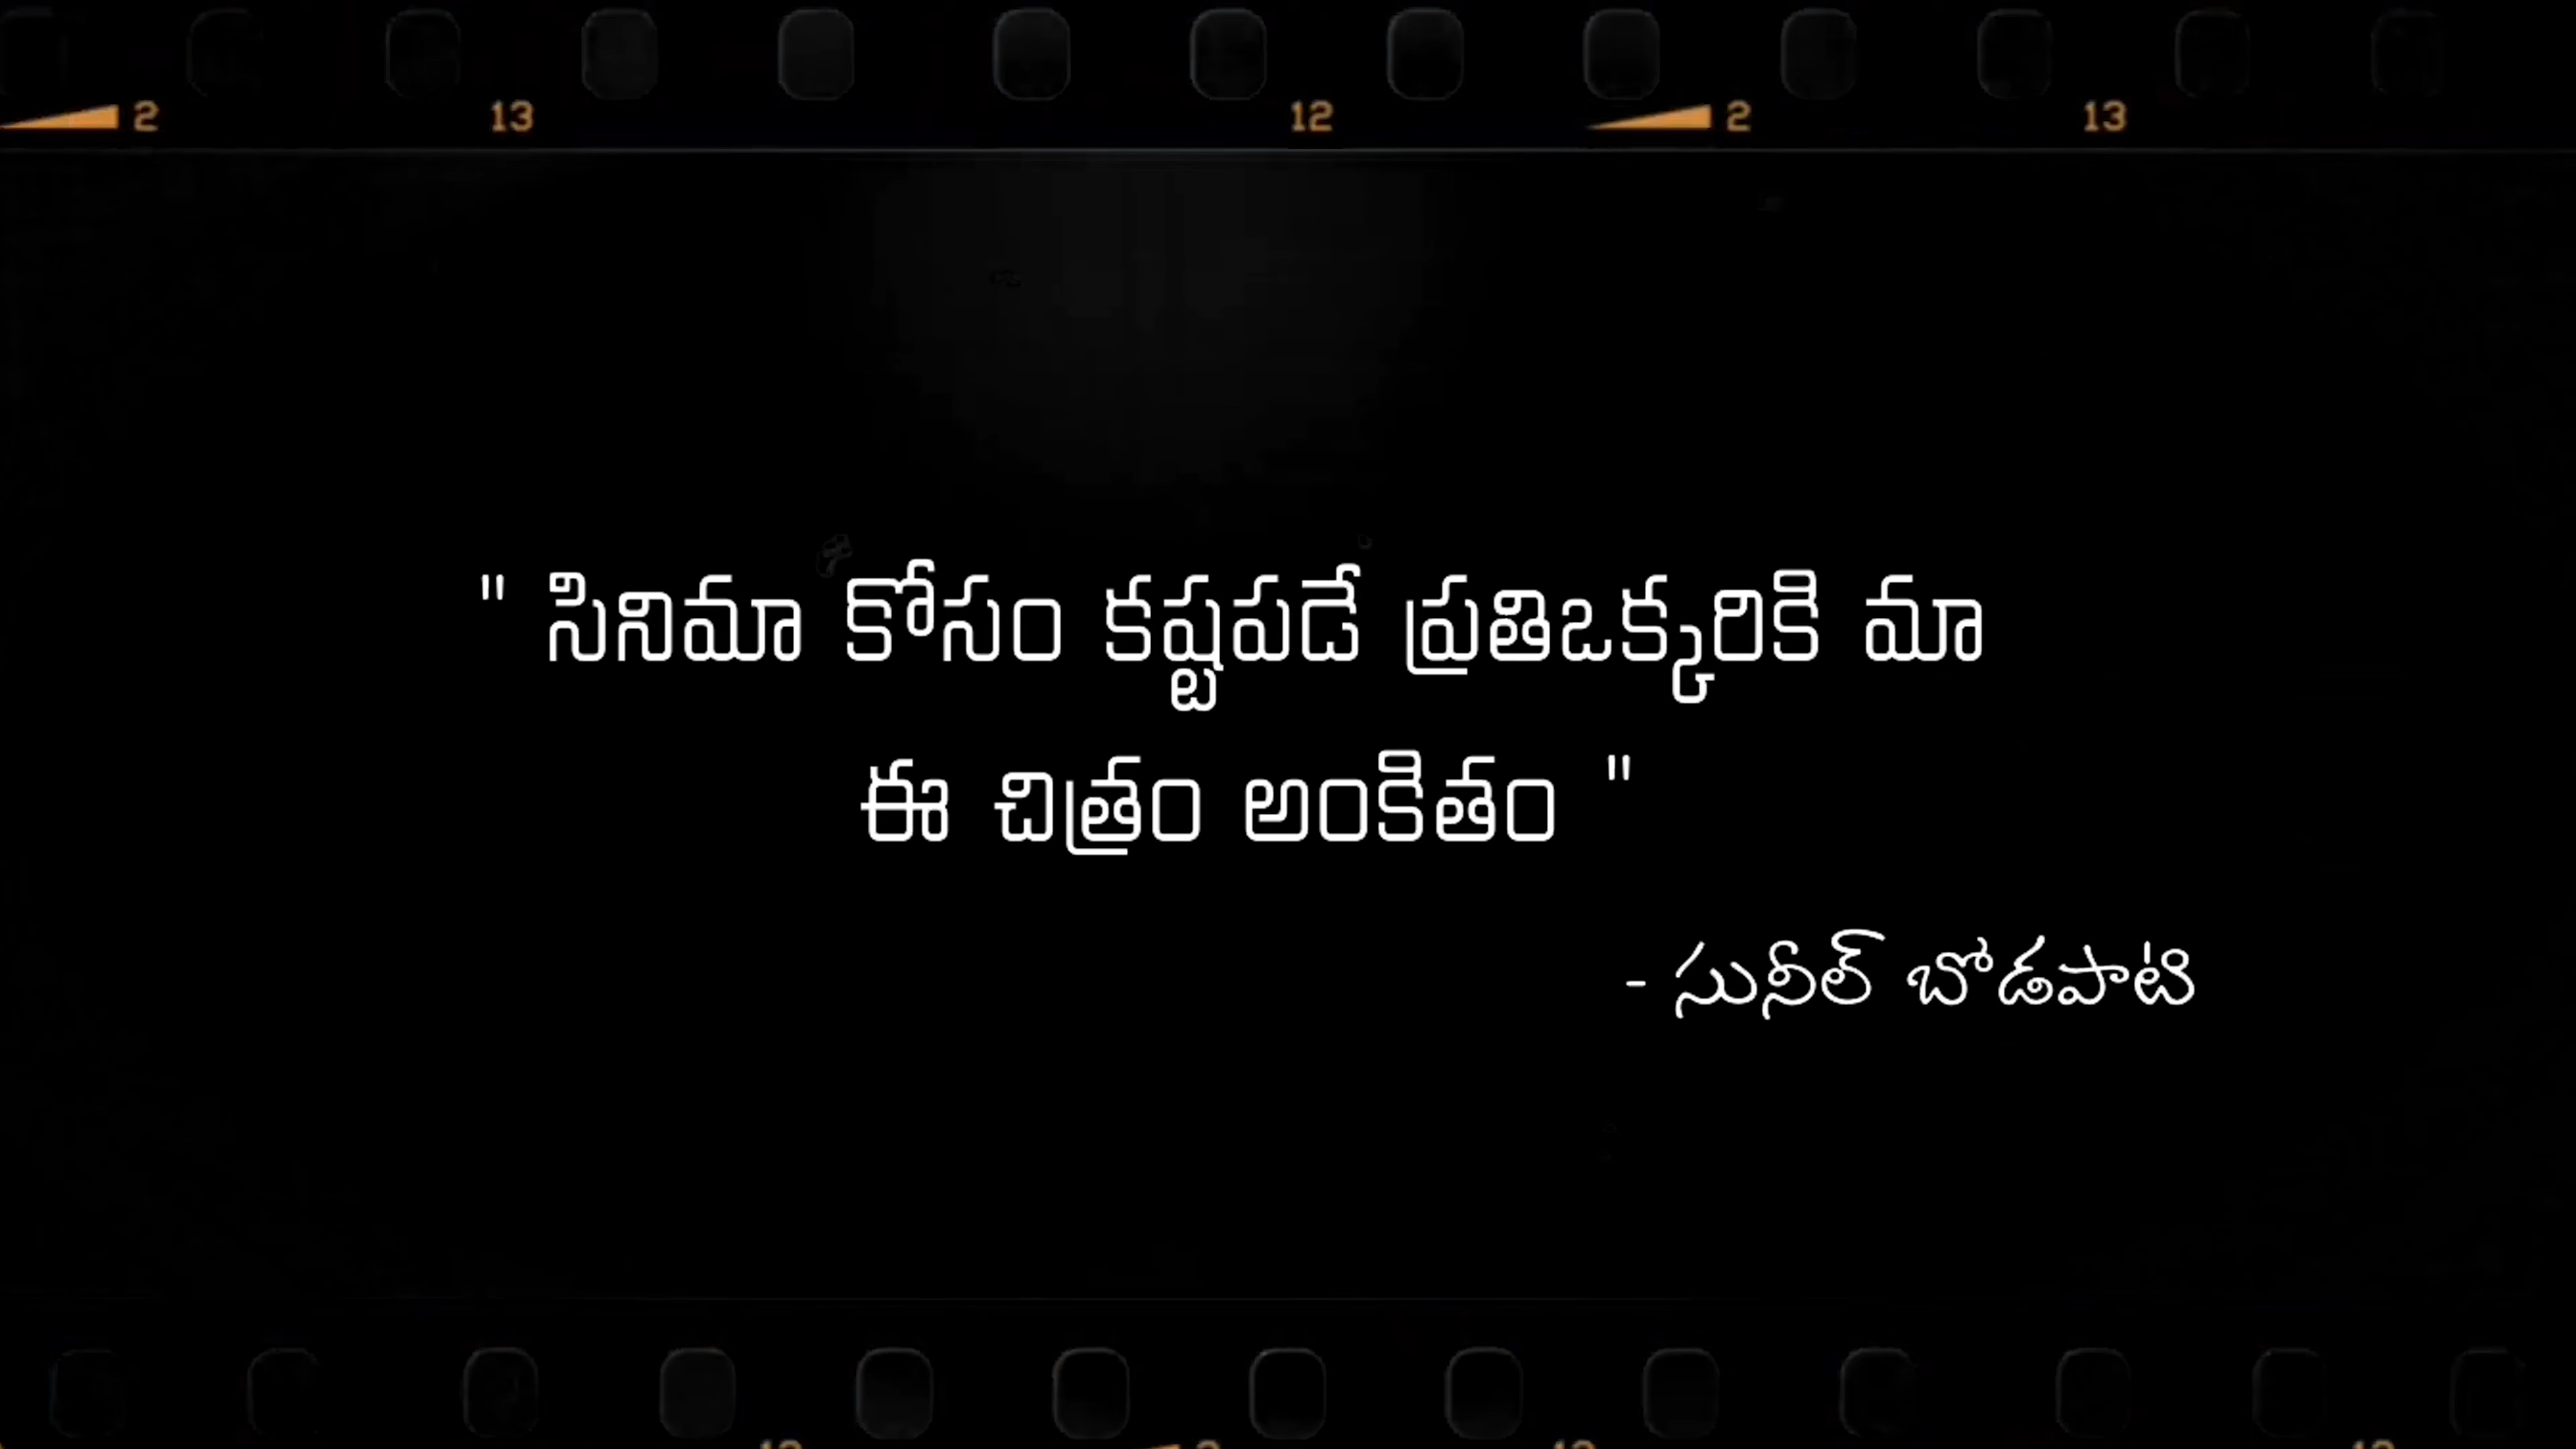 2 13 12 2 13
" సినిమా కోసం కష్టపడే ప్రతిఒక్కరికి మా
ఈ చిత్రం అంకితం "
- సునీల్ బోడపాటి